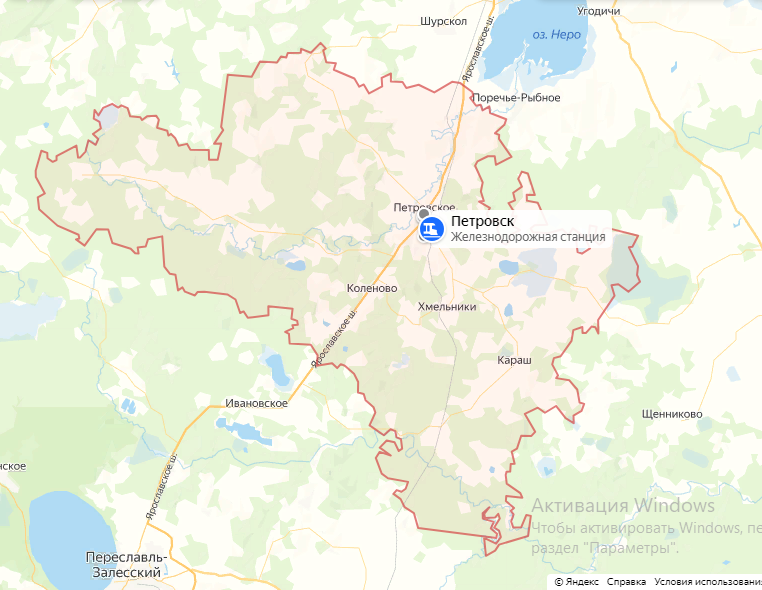 Угодичи
Шурскол
оз. Неро
Ярославское ш.
Поречье-Рыбное
Петровское
Петровск
Железнодорожная станция
Коленово
Хмельники
Ярославское ш.
Караш
Ивановское
Щенниково
нское
Ярославское ш.
Активация Windows
Чтобы активировать Windows, пе
раздел "Параметры".
Переславль-
Залесский
© Яндекс Справка Условия использовани